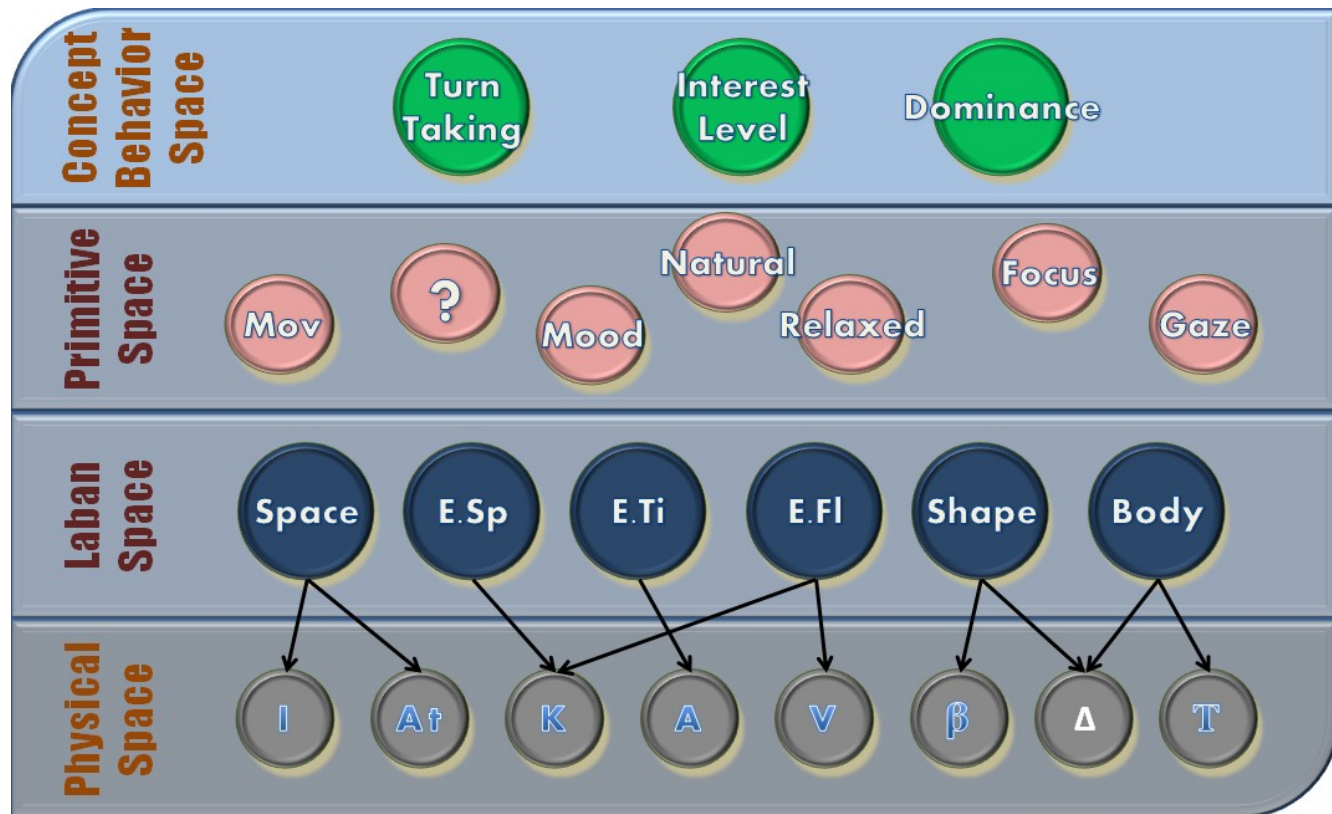 Concept
Behavior
Space
Turn
Taking
Interest
Level
Dominance
Primitive
Space
Mov
?
Mood
Natural
Relaxed
Focus
Gaze
Laban
Space
Space
E.Sp
E.Ti
E.Fl
Shape
Body
Physical
Space
I
At
K
A
V
β
Δ
T